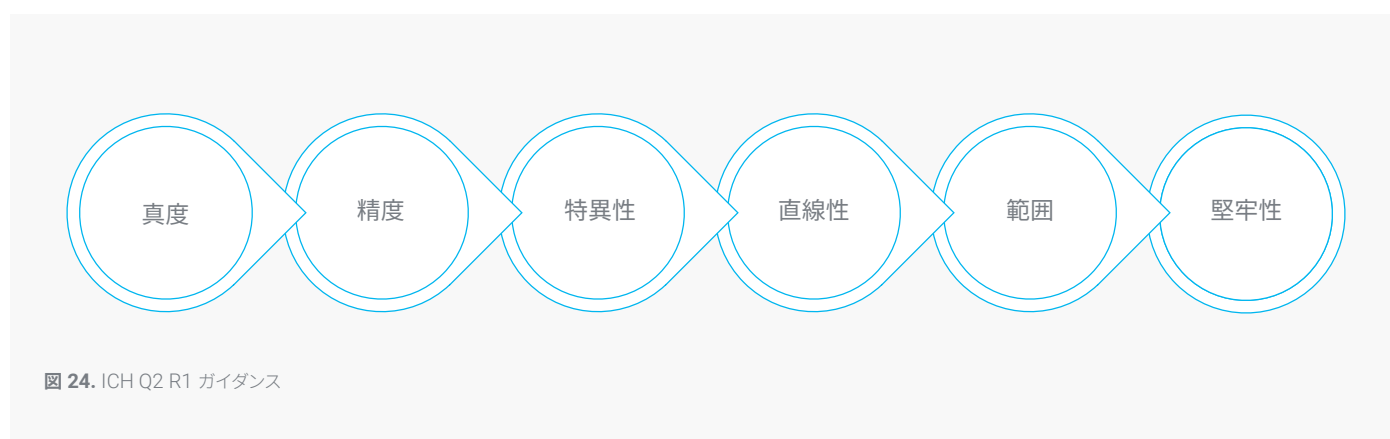 真度
精度
特異性
直線性
範囲
堅牢性
図 24. ICH Q2 R1 ガイダンス